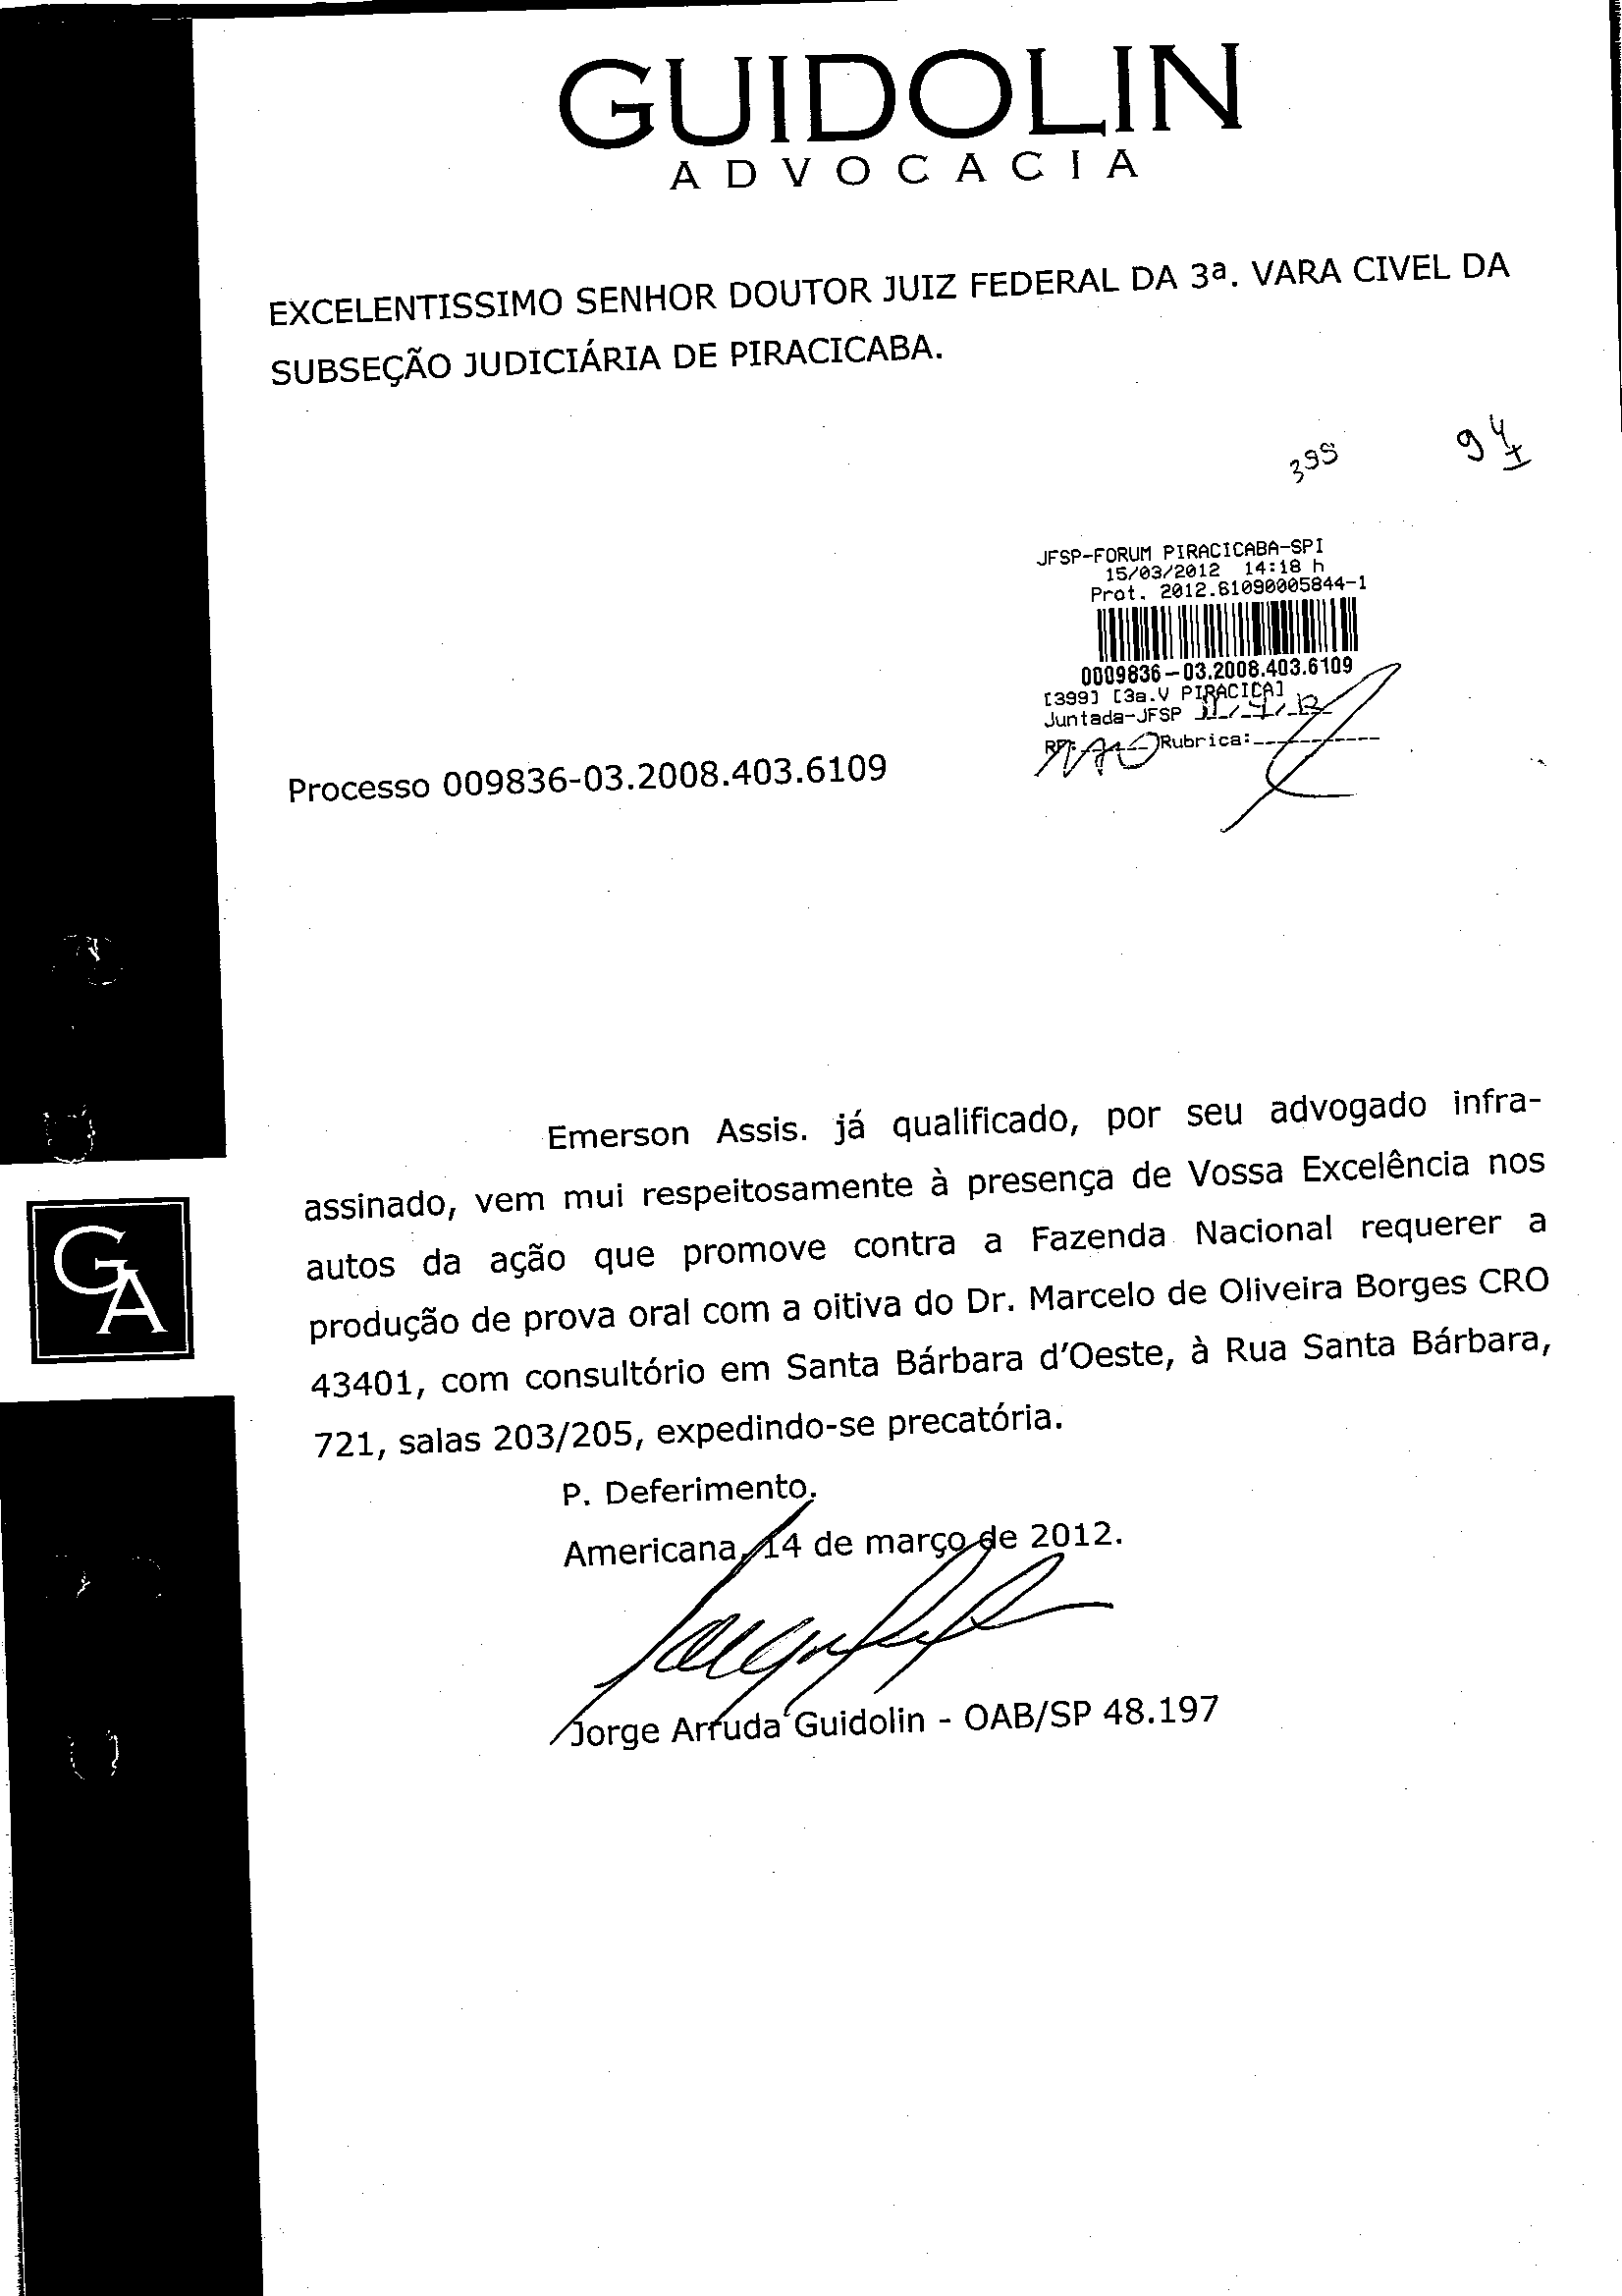 GUIDOLIN
ADVOCACIA
EXCELENTISSIMO SENHOR DOUTOR JUIZ FEDERAL DA 3ª. VARA CIVEL DA
SUBSEÇÃO JUDICIÁRIA DE PIRACICABA.
399
94
JFSP-FORUM PIRACICABA-SPI
15/03/2012 14:18 h
Prot. 2012.61090005844-1
0009836-03.2008.403.6109
[399] [3a.V PIRACICA]
Juntada-JFSP
Rubrica:
Processo 009836-03.2008.403.6109
Emerson Assis. já qualificado, por seu advogado infra-
assinado, vem mui respeitosamente à presença de Vossa Excelência nos
autos da ação que promove contra a Fazenda Nacional requerer a
produção de prova oral com a oitiva do Dr. Marcelo de Oliveira Borges CRO
43401, com consultório em Santa Bárbara d'Oeste, à Rua Santa Bárbara,
721, salas 203/205, expedindo-se precatória.
GA
P. Deferimento.
Americana, 14 de março de 2012.
Jorge Arruda Guidolin - OAB/SP 48.197